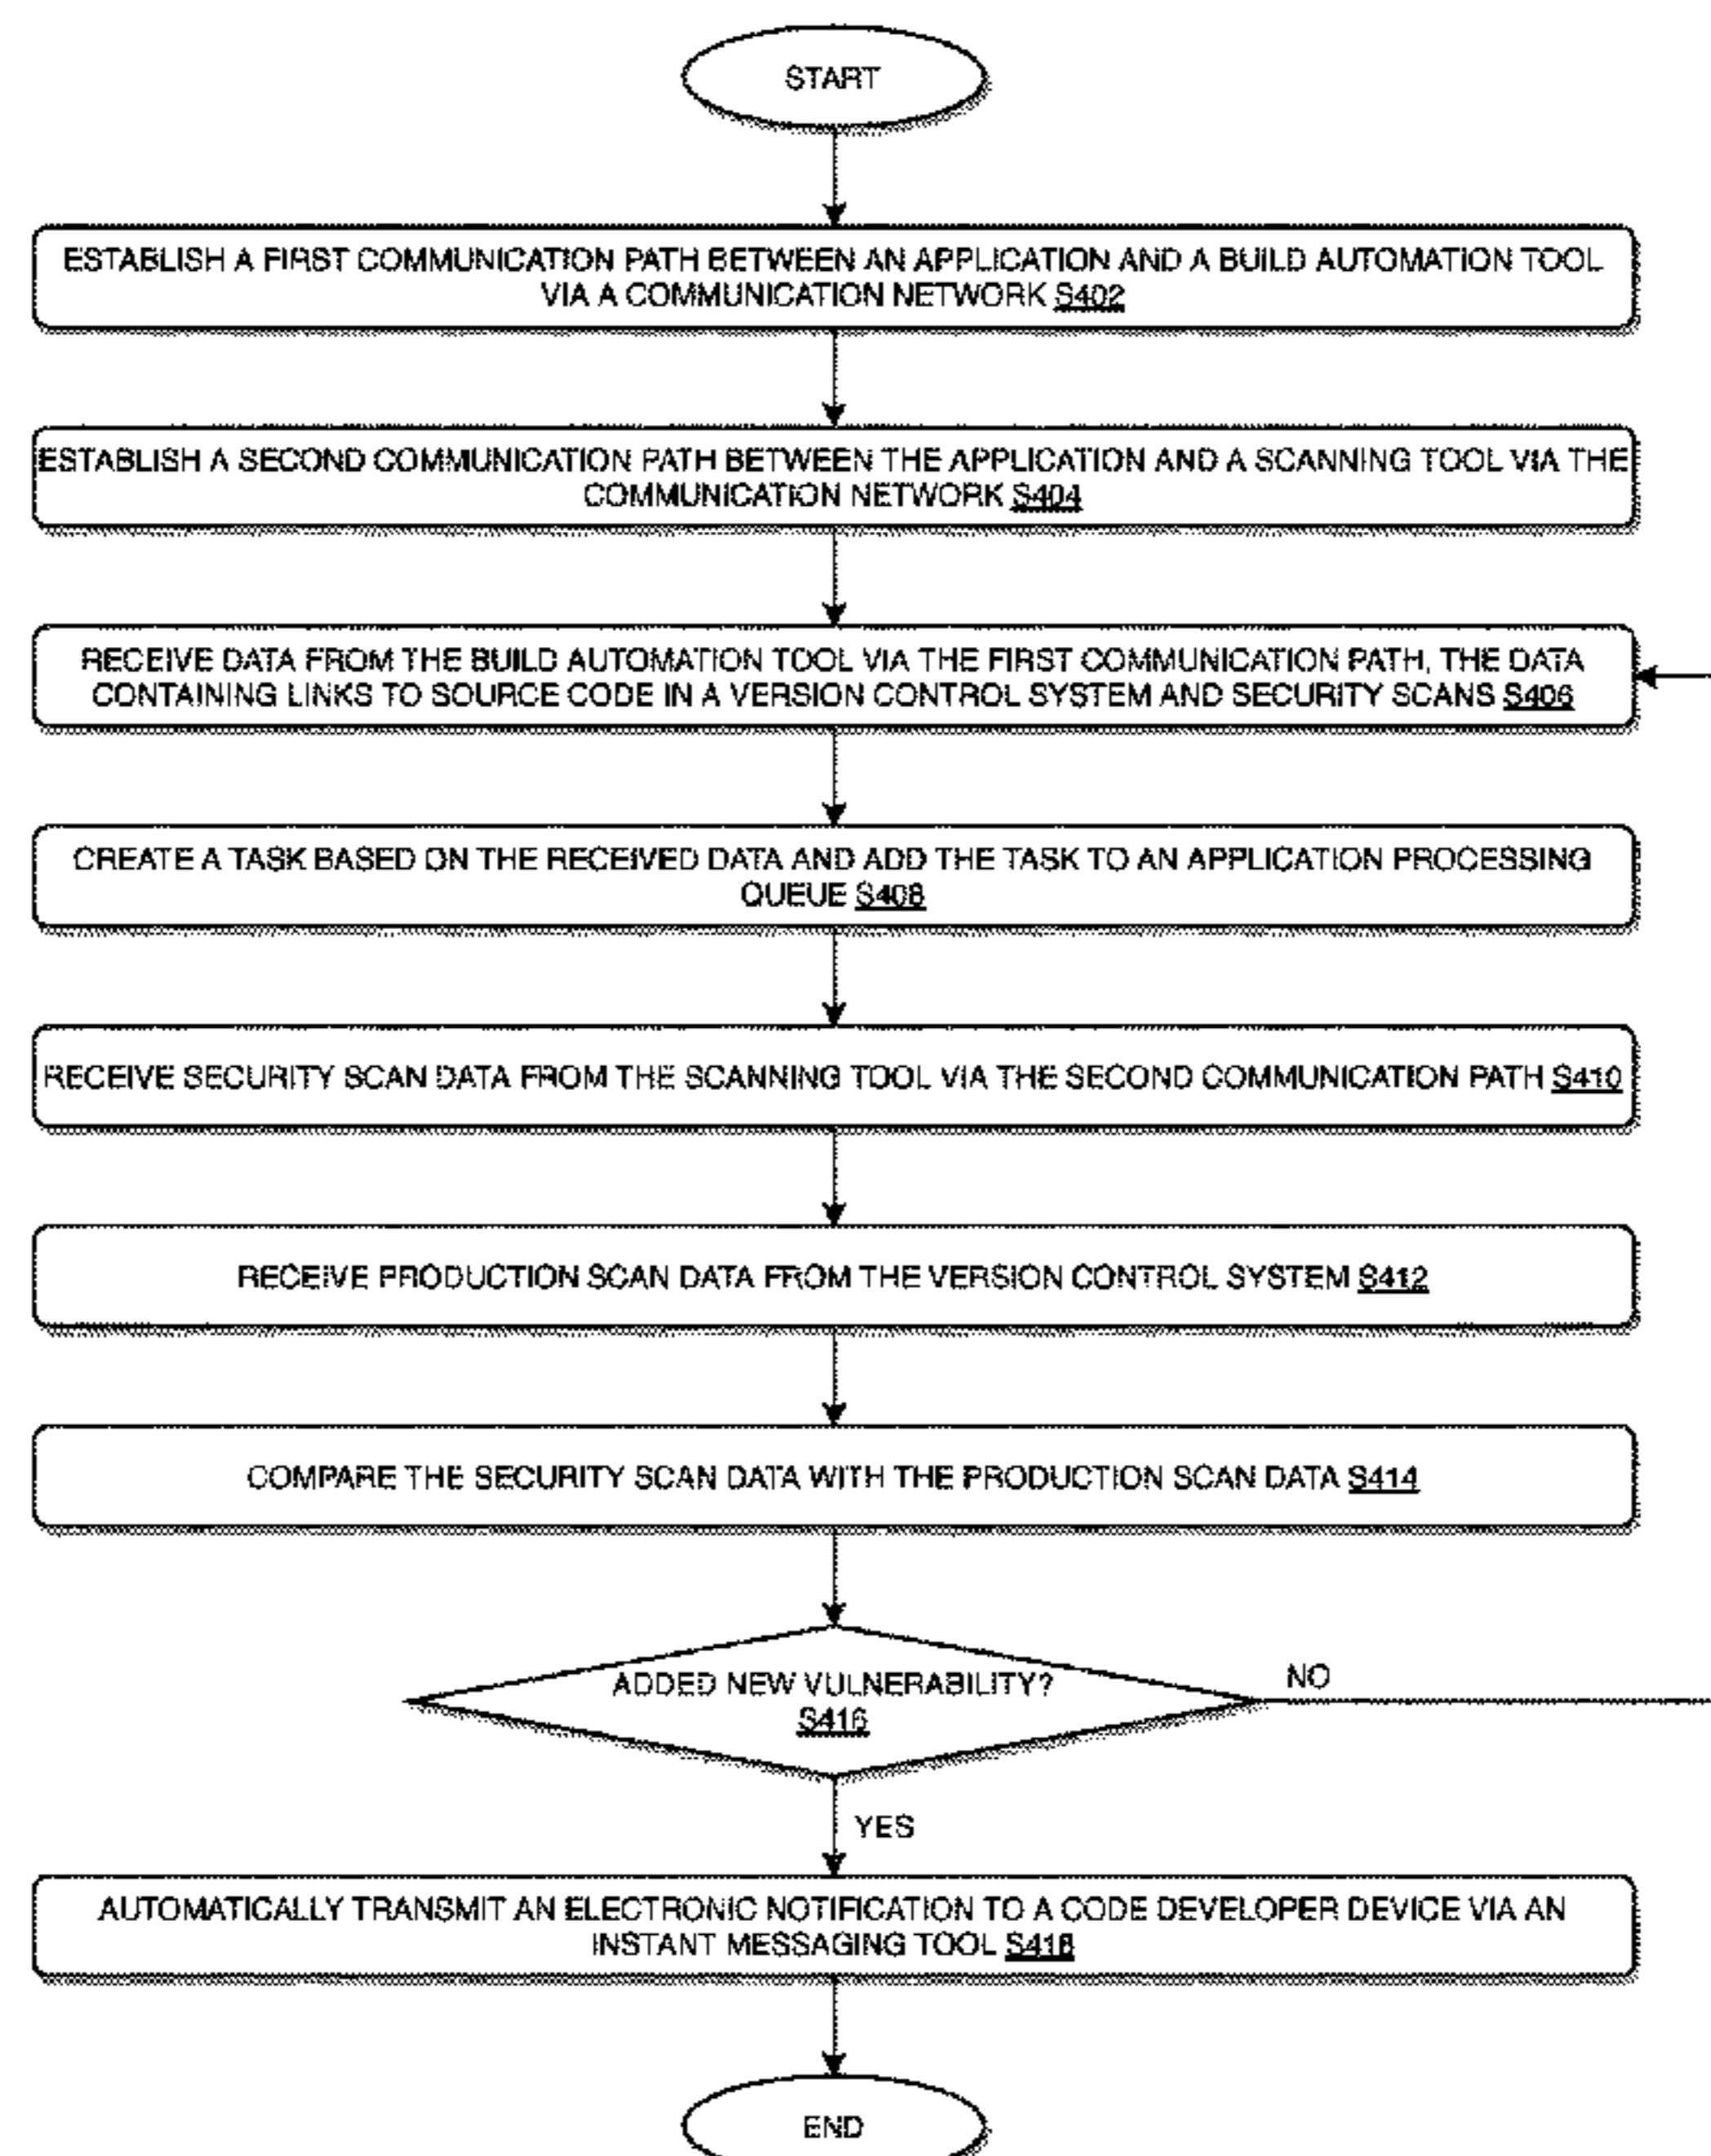 START
ESTABLISH A FIRST COMMUNICATION PATH BETWEEN AN APPLICATION AND A BUILD AUTOMATION TOOL
VIA A COMMUNICATION NETWORK S402
ESTABLISH A SECOND COMMUNICATION PATH BETWEEN THE APPLICATION AND A SCANNING TOOL VIA THE
COMMUNICATION NETWORK S404
RECEIVE DATA FROM THE BUILD AUTOMATION TOOL VIA THE FIRST COMMUNICATION PATH, THE DATA
CONTAINING LINKS TO SOURCE CODE IN A VERSION CONTROL SYSTEM AND SECURITY SCANS S406
CREATE A TASK BASED ON THE RECEIVED DATA AND ADD THE TASK TO AN APPLICATION PROCESSING
QUEUE S408
RECEIVE SECURITY SCAN DATA FROM THE SCANNING TOOL VIA THE SECOND COMMUNICATION PATH S410
RECEIVE PRODUCTION SCAN DATA FROM THE VERSION CONTROL SYSTEM S412
COMPARE THE SECURITY SCAN DATA WITH THE PRODUCTION SCAN DATA S414
ADDED NEW VULNERABILITY?
S416
NO
YES
AUTOMATICALLY TRANSMIT AN ELECTRONIC NOTIFICATION TO A CODE DEVELOPER DEVICE VIA AN
INSTANT MESSAGING TOOL S418
END